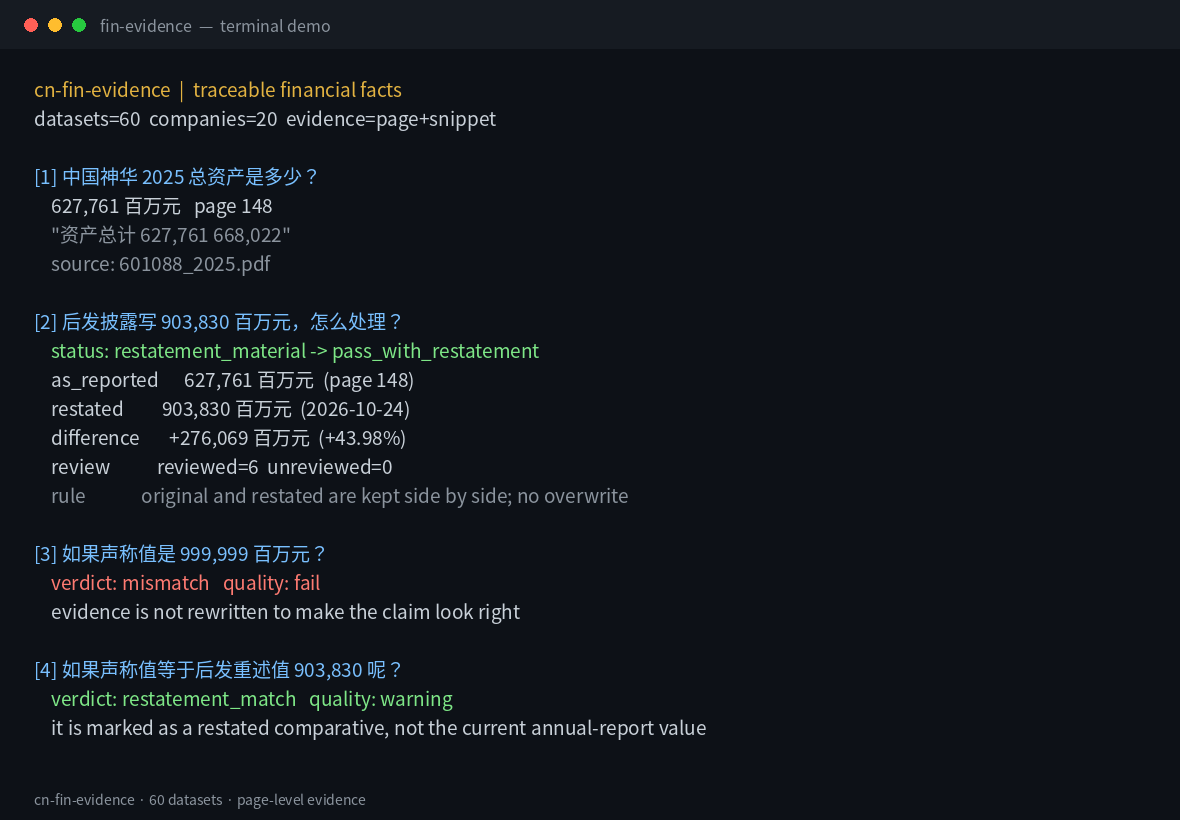 fin-evidence — terminal demo
cn-fin-evidence | traceable financial facts
datasets=60 companies=20 evidence=page+snippet
[1] 中国神华 2025 总资产是多少？
627,761 百万元 page 148
"资产总计 627,761 668,022"
source: 601088_2025.pdf
[2] 后发披露写 903,830 百万元，怎么处理？
status: restatement_material -> pass_with_restatement
as_reported 627,761 百万元 (page 148)
restated 903,830 百万元 (2026-10-24)
difference +276,069 百万元 (+43.98%)
review reviewed=6 unreviewed=0
rule original and restated are kept side by side; no overwrite
[3] 如果声称值是 999,999 百万元？
verdict: mismatch quality: fail
evidence is not rewritten to make the claim look right
[4] 如果声称值等于后发重述值 903,830 呢？
verdict: restatement_match quality: warning
it is marked as a restated comparative, not the current annual-report value
cn-fin-evidence · 60 datasets · page-level evidence